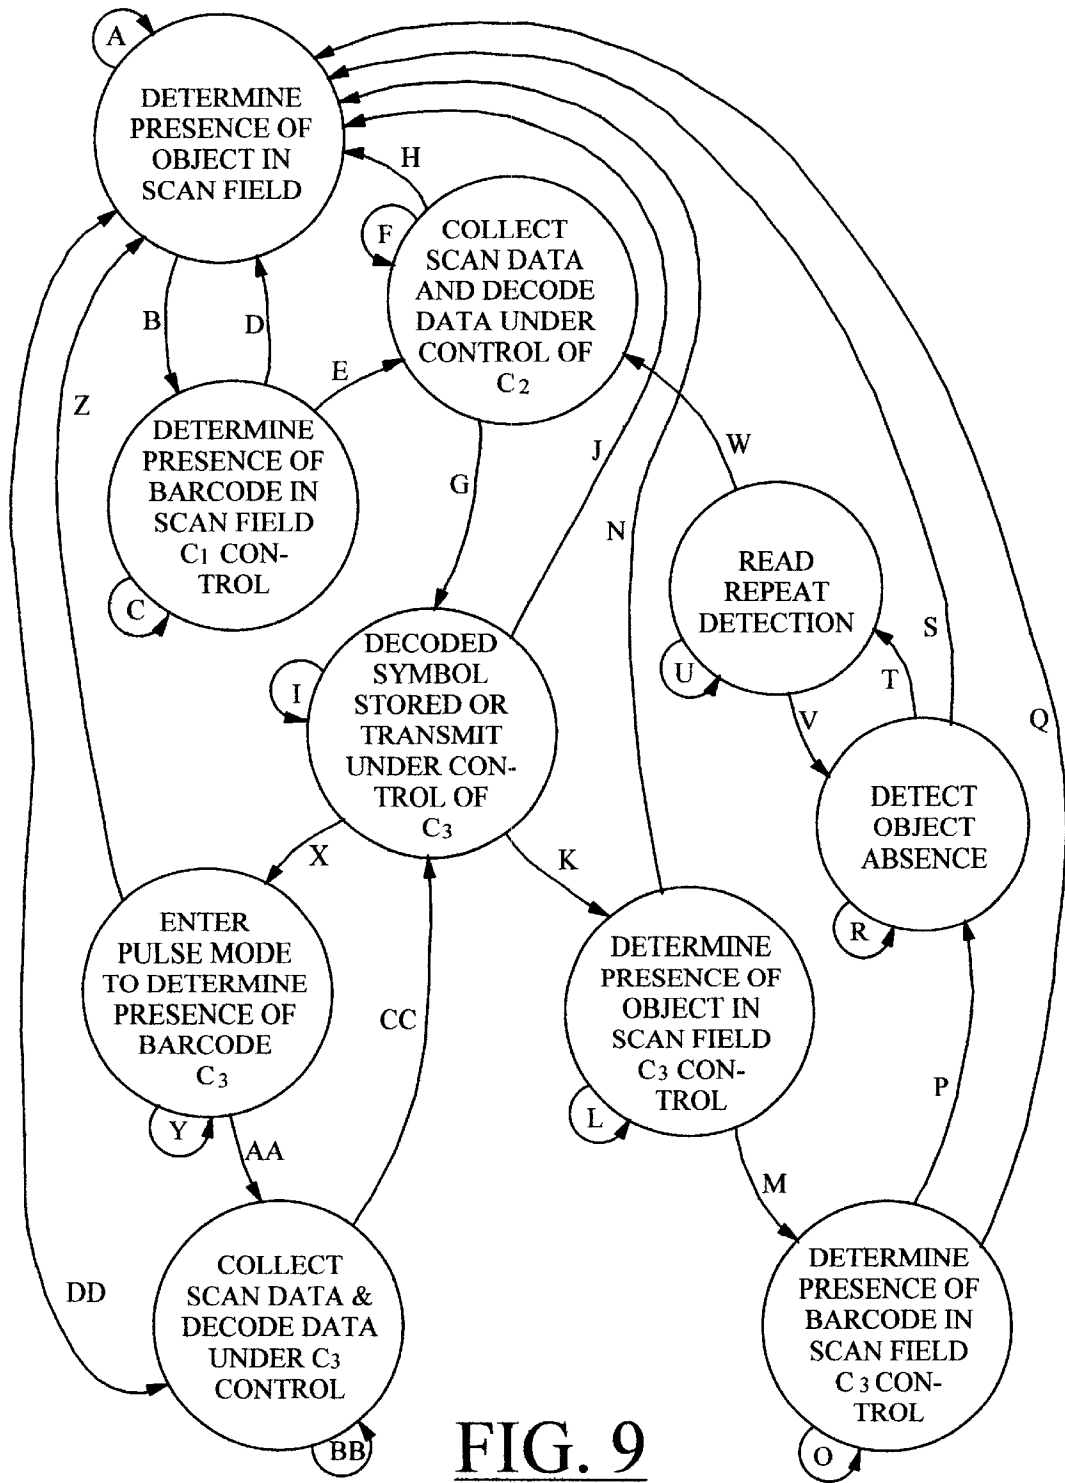 A
DETERMINE
PRESENCE OF
OBJECT IN
SCAN FIELD
H
F
COLLECT
SCAN DATA
AND DECODE
DATA UNDER
CONTROL OF
C2
B
D
E
Z
DETERMINE
PRESENCE OF
BARCODE IN
SCAN FIELD
C1 CON-
TROL
C
G
J
N
W
READ
REPEAT
DETECTION
U
S
T
V
Q
I
DECODED
SYMBOL
STORED OR
TRANSMIT
UNDER CON-
TROL OF
C3
DETECT
OBJECT
ABSENCE
R
X
K
ENTER
PULSE MODE
TO DETERMINE
PRESENCE OF
BARCODE
C3
Y
CC
DETERMINE
PRESENCE OF
OBJECT IN
SCAN FIELD
C3 CON-
TROL
L
P
AA
M
DD
COLLECT
SCAN DATA &
DECODE DATA
UNDER C3
CONTROL
BB
DETERMINE
PRESENCE OF
BARCODE IN
SCAN FIELD
C3 CON-
TROL
O
FIG. 9